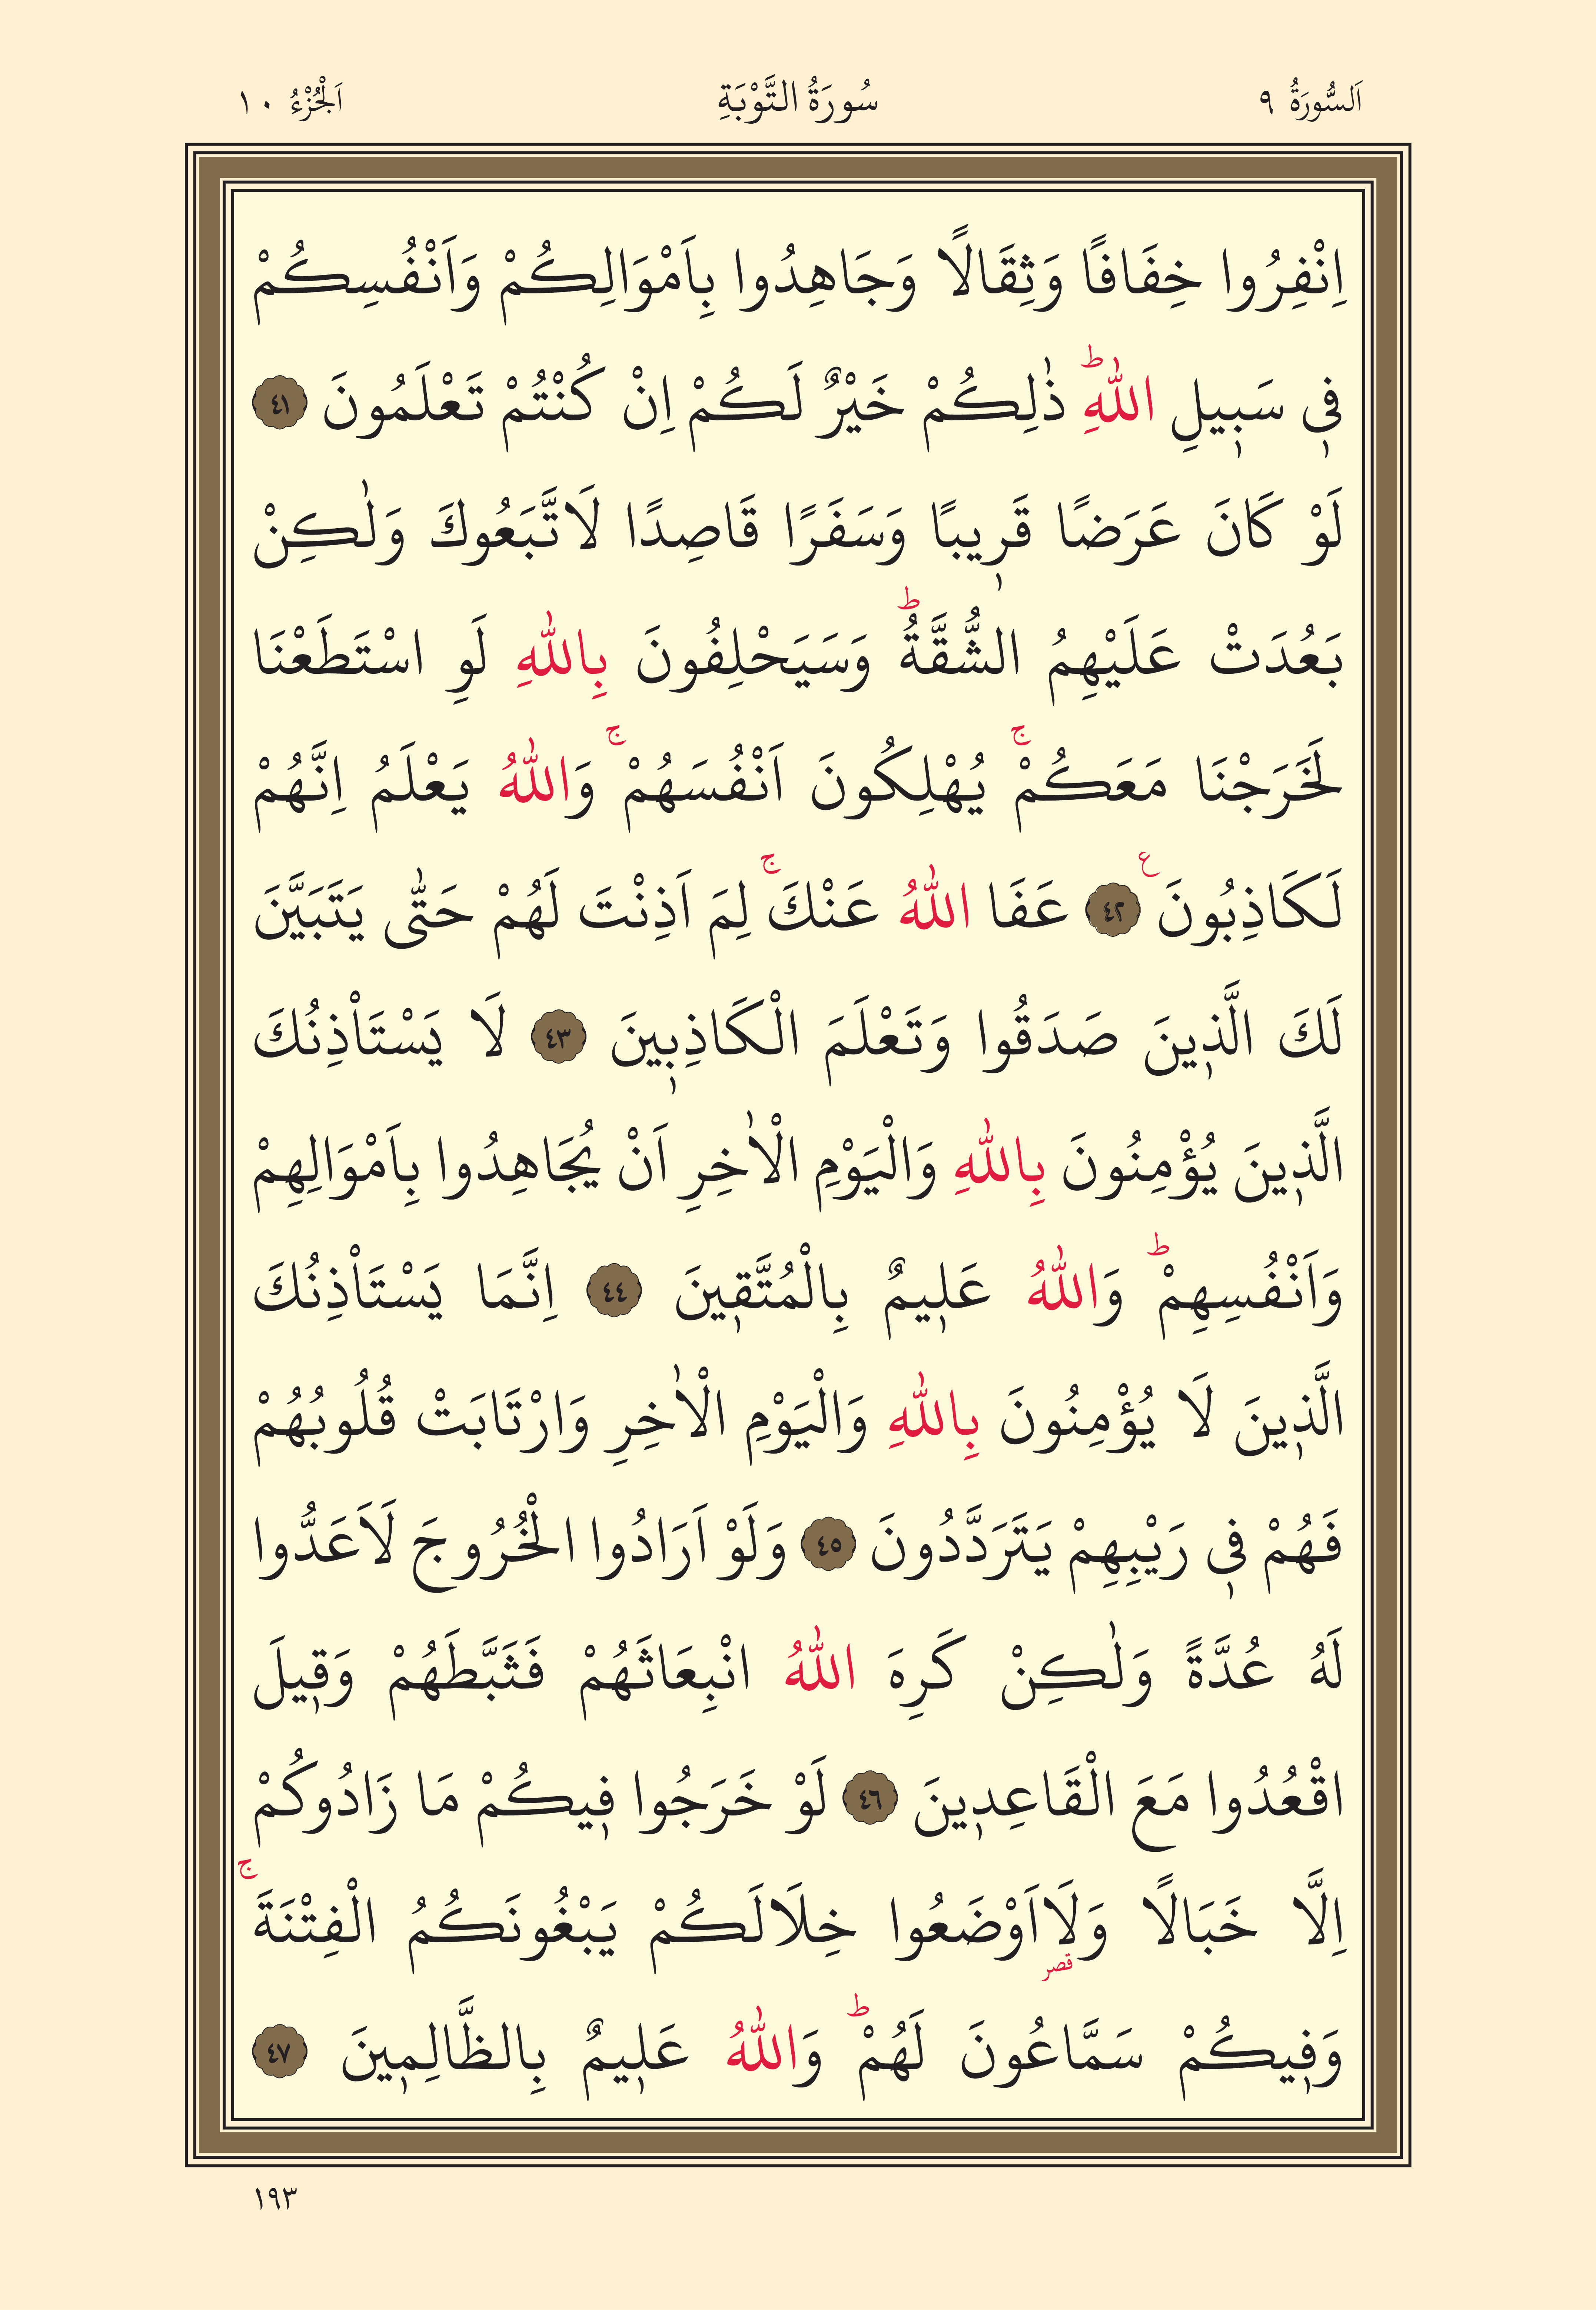 اَلسُّورَةُ ٩ سُورَةُ التَّوْبَةِ اَلْجُزْءُ ١٠
اِنْفِرُوا خِفَافًا وَثِقَالًا وَجَاهِدُوا بِاَمْوَالِكُمْ وَاَنْفُسِكُمْ
فٖي سَبٖيلِ اللّٰهِؕ ذٰلِكُمْ خَيْرٌ لَكُمْ اِنْ كُنْتُمْ تَعْلَمُونَ ٤١
لَوْ كَانَ عَرَضًا قَرٖيبًا وَسَفَرًا قَاصِدًا لَاتَّبَعُوكَ وَلٰكِنْ
بَعُدَتْ عَلَيْهِمُ الشُّقَّةُؕ وَسَيَحْلِفُونَ بِاللّٰهِ لَوِ اسْتَطَعْنَا
لَخَرَجْنَا مَعَكُمْۚ يُهْلِكُونَ اَنْفُسَهُمْۚ وَاللّٰهُ يَعْلَمُ اِنَّهُمْ
لَكَاذِبُونَ ع ٤٢ عَفَا اللّٰهُ عَنْكَۚ لِمَ اَذِنْتَ لَهُمْ حَتّٰى يَتَبَيَّنَ
لَكَ الَّذٖينَ صَدَقُوا وَتَعْلَمَ الْكَاذِبٖينَ ٤٣ لَا يَسْتَاْذِنُكَ
الَّذٖينَ يُؤْمِنُونَ بِاللّٰهِ وَالْيَوْمِ الْاٰخِرِ اَنْ يُجَاهِدُوا بِاَمْوَالِهِمْ
وَاَنْفُسِهِمْؕ وَاللّٰهُ عَلٖيمٌ بِالْمُتَّقٖينَ ٤٤ اِنَّمَا يَسْتَاْذِنُكَ
الَّذٖينَ لَا يُؤْمِنُونَ بِاللّٰهِ وَالْيَوْمِ الْاٰخِرِ وَارْتَابَتْ قُلُوبُهُمْ
فَهُمْ فٖي رَيْبِهِمْ يَتَرَدَّدُونَ ٤٥ وَلَوْ اَرَادُوا الْخُرُوجَ لَاَعَدُّوا
لَهُ عُدَّةً وَلٰكِنْ كَرِهَ اللّٰهُ انْبِعَاثَهُمْ فَثَبَّطَهُمْ وَقٖيلَ
اقْعُدُوا مَعَ الْقَاعِدٖينَ ٤٦ لَوْ خَرَجُوا فٖيكُمْ مَا زَادُوكُمْ
اِلَّا خَبَالًا وَلَااَوْضَعُوا خِلَالَكُمْ يَبْغُونَكُمُ الْفِتْنَةَۚ
قصر
وَفٖيكُمْ سَمَّاعُونَ لَهُمْؕ وَاللّٰهُ عَلٖيمٌ بِالظَّالِمٖينَ ٤٧
١٩٣